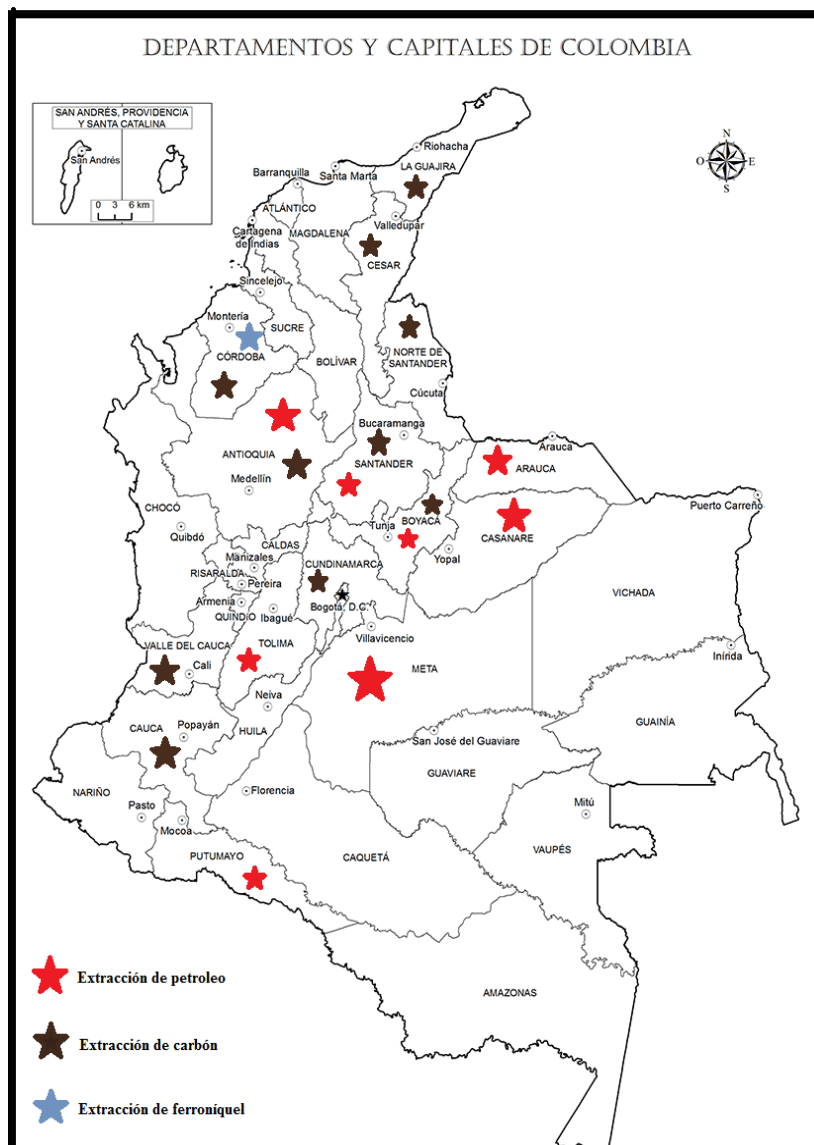 DEPARTAMENTOS Y CAPITALES DE COLOMBIA
SAN ANDRÉS, PROVIDENCIA
Y SANTA CATALINA
San Andrés
0 3 6 km
N
O
E
S
Riohacha
Santa Marta
LA GUAJIRA
Barranquilla
ATLÁNTICO
Valledupar
Cartagena
de Indias
MAGDALENA
CESAR
Sincelejo
Montería
SUCRE
CÓRDOBA
BOLÍVAR
NORTE DE
SANTANDER
Cúcuta
Bucaramanga
Arauca
ANTIOQUIA
SANTANDER
ARAUCA
Medellín
Puerto Carreño
CHOCÓ
BOYACÁ
Tunja
CASANARE
Quibdó
CALDAS
Yopal
Manizales
CUNDINAMARCA
RISARALDA
Pereira
VICHADA
Armenia
Bogotá, D.C.
QUINDIO
Ibagué
Villavicencio
VALLE DEL CAUCA
TOLIMA
Inírida
Cali
META
Neiva
CAUCA
Popayán
HUILA
San José del Guaviare
GUAINÍA
GUAVIARE
NARIÑO
Florencia
Pasto
Mocoa
Mitú
PUTUMAYO
CAQUETÁ
VAUPÉS
Extracción de petroleo
AMAZONAS
Extracción de carbón
Extracción de ferroníquel